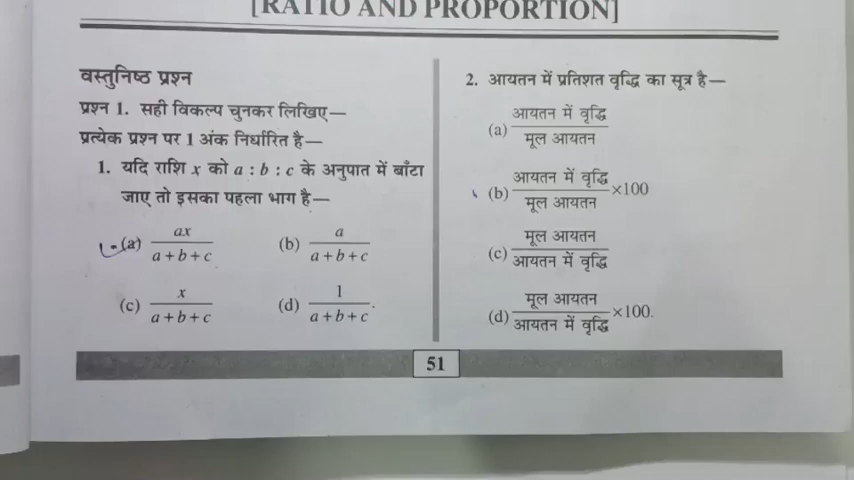 [RATIO AND PROPORTION]
वस्तुनिष्ठ प्रश्न
प्रश्न 1. सही विकल्प चुनकर लिखिए—
प्रत्येक प्रश्न पर 1 अंक निर्धारित है—
1. यदि राशि x को a : b : c के अनुपात में बाँटा
जाए तो इसका पहला भाग है—
(a) ax / a+b+c (b) a / a+b+c
(c) x / a+b+c (d) 1 / a+b+c.
2. आयतन में प्रतिशत वृद्धि का सूत्र है—
(a) आयतन में वृद्धि / मूल आयतन
(b) आयतन में वृद्धि / मूल आयतन ×100
(c) मूल आयतन / आयतन में वृद्धि
(d) मूल आयतन / आयतन में वृद्धि ×100.
51